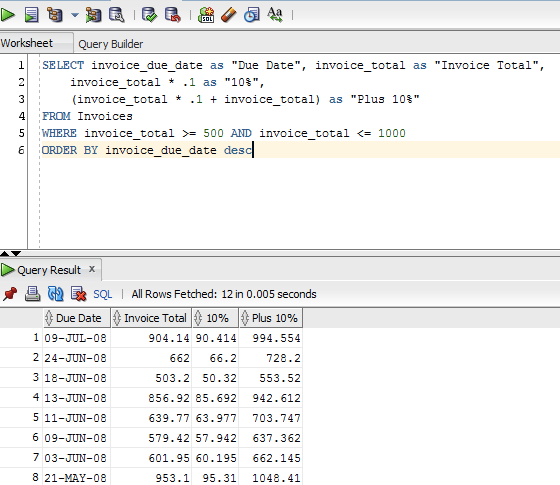 Worksheet Query Builder
1 SELECT invoice_due_date as "Due Date", invoice_total as "Invoice Total",
2 invoice_total * .1 as "10%",
3 (invoice_total * .1 + invoice_total) as "Plus 10%"
4 FROM Invoices
5 WHERE invoice_total >= 500 AND invoice_total <= 1000
6 ORDER BY invoice_due_date desc
Query Result x
SQL | All Rows Fetched: 12 in 0.005 seconds
Due Date Invoice Total 10% Plus 10%
1 09-JUL-08 904.14 90.414 994.554
2 24-JUN-08 662 66.2 728.2
3 18-JUN-08 503.2 50.32 553.52
4 13-JUN-08 856.92 85.692 942.612
5 11-JUN-08 639.77 63.977 703.747
6 09-JUN-08 579.42 57.942 637.362
7 03-JUN-08 601.95 60.195 662.145
8 21-MAY-08 953.1 95.31 1048.41